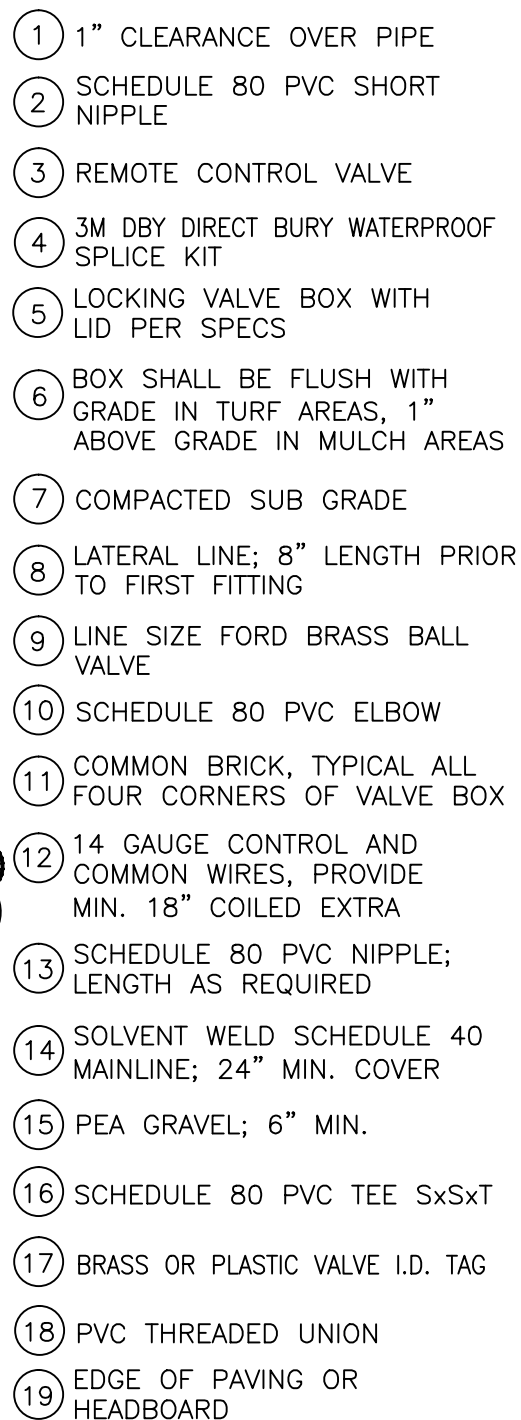 1 1” CLEARANCE OVER PIPE
2 SCHEDULE 80 PVC SHORT
NIPPLE
3 REMOTE CONTROL VALVE
4 3M DBY DIRECT BURY WATERPROOF
SPLICE KIT
5 LOCKING VALVE BOX WITH
LID PER SPECS
6 BOX SHALL BE FLUSH WITH
GRADE IN TURF AREAS, 1”
ABOVE GRADE IN MULCH AREAS
7 COMPACTED SUB GRADE
8 LATERAL LINE; 8” LENGTH PRIOR
TO FIRST FITTING
9 LINE SIZE FORD BRASS BALL
VALVE
10 SCHEDULE 80 PVC ELBOW
11 COMMON BRICK, TYPICAL ALL
FOUR CORNERS OF VALVE BOX
12 14 GAUGE CONTROL AND
COMMON WIRES, PROVIDE
MIN. 18” COILED EXTRA
13 SCHEDULE 80 PVC NIPPLE;
LENGTH AS REQUIRED
14 SOLVENT WELD SCHEDULE 40
MAINLINE; 24” MIN. COVER
15 PEA GRAVEL; 6” MIN.
16 SCHEDULE 80 PVC TEE SxSxT
17 BRASS OR PLASTIC VALVE I.D. TAG
18 PVC THREADED UNION
19 EDGE OF PAVING OR
HEADBOARD